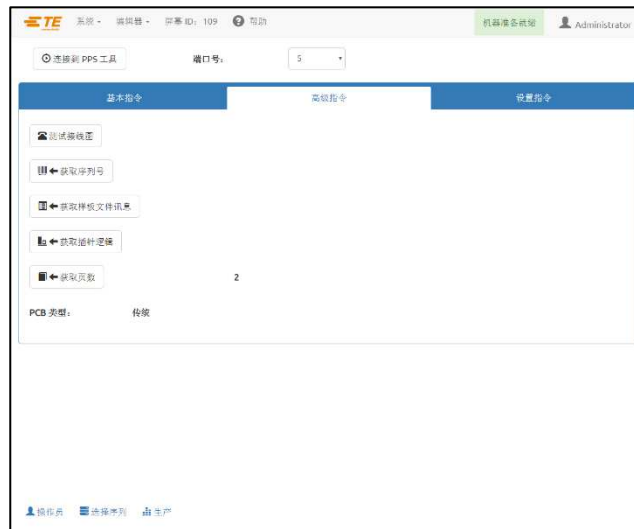 TE 系统 编辑器 屏幕 ID: 109 帮助 机器准备就绪 Administrator
连接到 PPS 工具 端口号: 5
基本指令 高级指令 设置指令
测试接线图
获取序列号
获取样板文件讯息
获取插针逻辑
获取页数 2
PCB 类型: 传统
操作员 选择序列 生产